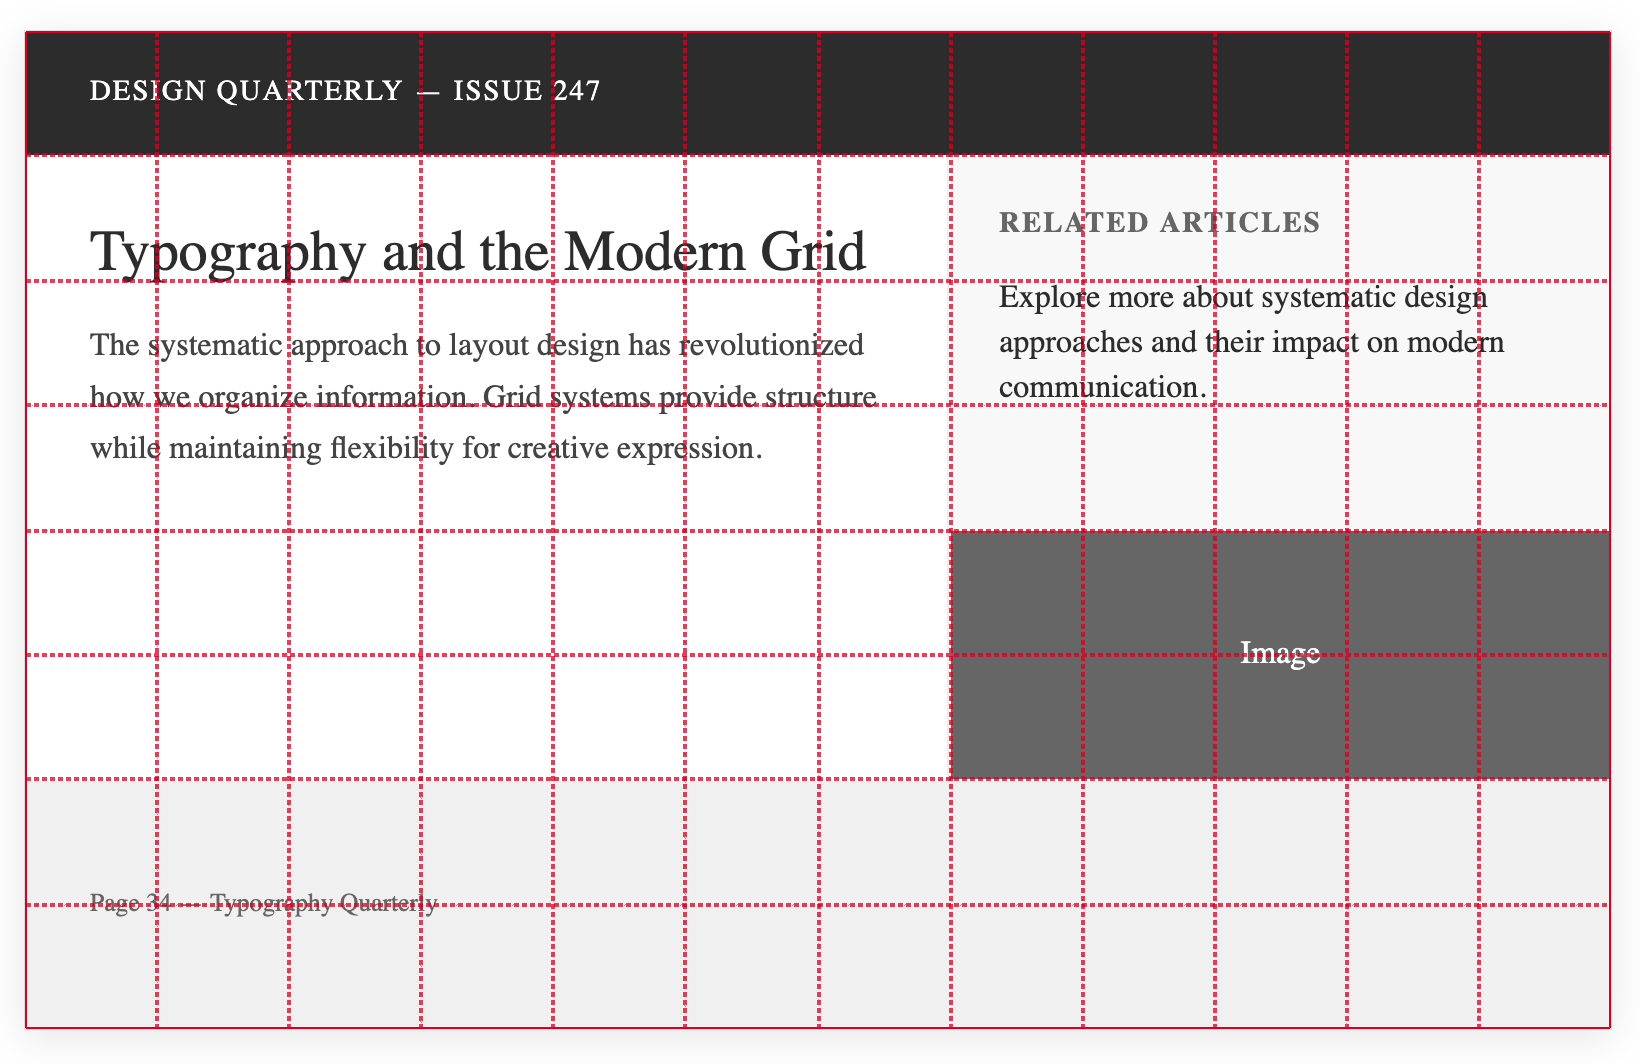 DESIGN QUARTERLY — ISSUE 247
Typography and the Modern Grid
The systematic approach to layout design has revolutionized
how we organize information. Grid systems provide structure
while maintaining flexibility for creative expression.
RELATED ARTICLES
Explore more about systematic design
approaches and their impact on modern
communication.
Image
Page 34 — Typography Quarterly